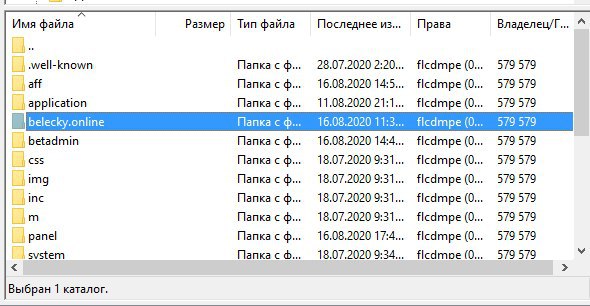 Имя файла Размер Тип файла Последнее из... Права Владелец/Г...
..
.well-known Папка с ф... 28.07.2020 2:20... flcdmpe (0... 579 579
aff Папка с ф... 16.08.2020 14:5... flcdmpe (0... 579 579
application Папка с ф... 11.08.2020 21:1... flcdmpe (0... 579 579
belecky.online Папка с ф... 16.08.2020 11:3... flcdmpe (0... 579 579
betadmin Папка с ф... 16.08.2020 14:4... flcdmpe (0... 579 579
css Папка с ф... 18.07.2020 9:31... flcdmpe (0... 579 579
img Папка с ф... 18.07.2020 9:31... flcdmpe (0... 579 579
inc Папка с ф... 18.07.2020 9:31... flcdmpe (0... 579 579
m Папка с ф... 18.07.2020 9:31... flcdmpe (0... 579 579
panel Папка с ф... 16.08.2020 17:4... flcdmpe (0... 579 579
system Папка с ф... 18.07.2020 9:34... flcdmpe (0... 579 579
Выбран 1 каталог.